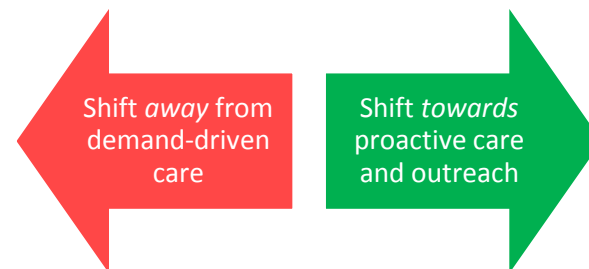 Shift away from
demand-driven
care
Shift towards
proactive care
and outreach